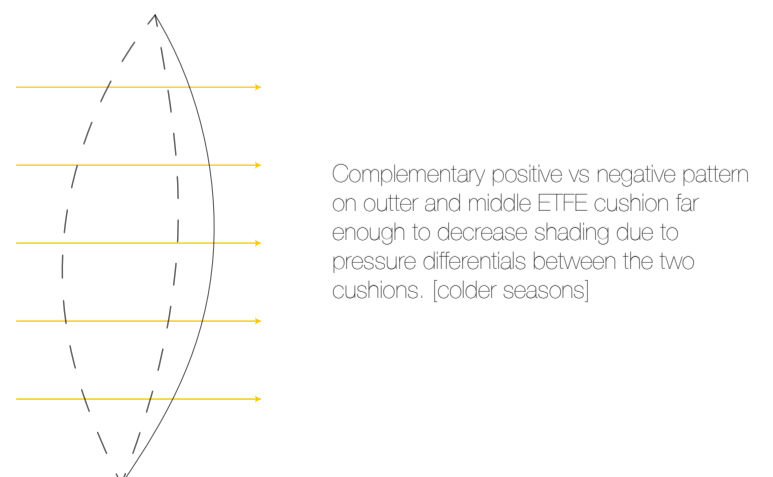 Complementary positive vs negative pattern
on outter and middle ETFE cushion far
enough to decrease shading due to
pressure differentials between the two
cushions. [colder seasons]